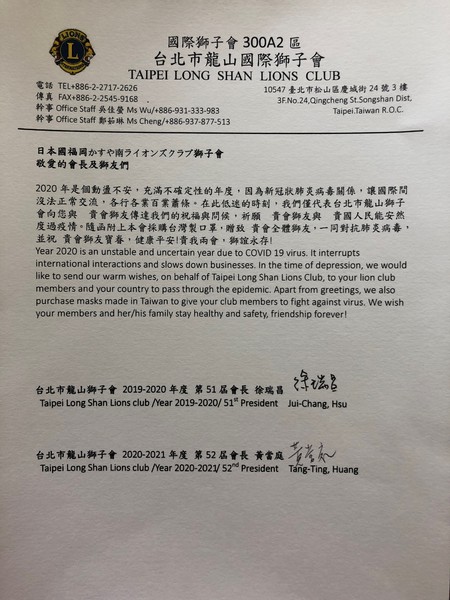 LIONS
L
INTERNATIONAL
國際獅子會 300A2 區
台北市龍山國際獅子會
TAIPEI LONG SHAN LIONS CLUB
電話 TEL+886-2-2717-2626
傳真 FAX+886-2-2545-9168
幹事 Office Staff 吳佳瑩 Ms Wu/+886-931-333-983
幹事 Office Staff 鄭茹琳 Ms Cheng/+886-937-877-513
10547 臺北市松山區慶城街 24 號 3 樓
3F.No.24,Qingcheng St.Songshan Dist,
Taipei.Taiwan R.O.C.
日本國福岡かすや南ライオンズクラブ獅子會
敬愛的會長及獅友們
2020 年是個動盪不安，充滿不確定性的年度，因為新冠狀肺炎病毒關係，讓國際間
沒法正常交流，各行各業百業蕭條。在此低迷的時刻，我們僅代表台北市龍山獅子
會向您與　貴會獅友傳達我們的祝福與問候，祈願　貴會獅友與　貴國人民能安然
度過疫情。隨函附上本會採購台灣製口罩，贈致 貴會全體獅友，一同對抗肺炎病毒，
並祝 貴會獅友寶眷，健康平安!貴我兩會，獅誼永存!
Year 2020 is an unstable and uncertain year due to COVID 19 virus. It interrupts
international interactions and slows down businesses. In the time of depression, we would
like to send our warm wishes, on behalf of Taipei Long Shan Lions Club, to your lion club
members and your country to pass through the epidemic. Apart from greetings, we also
purchase masks made in Taiwan to give your club members to fight against virus. We wish
your members and her/his family stay healthy and safety, friendship forever!
台北市龍山獅子會 2019-2020 年度 第 51 屆會長 徐瑞昌 徐瑞昌
Taipei Long Shan Lions club /Year 2019-2020/ 51st President Jui-Chang, Hsu
台北市龍山獅子會 2020-2021 年度 第 52 屆會長 黃當庭
Taipei Long Shan Lions club /Year 2020-2021/ 52nd President Tang-Ting, Huang